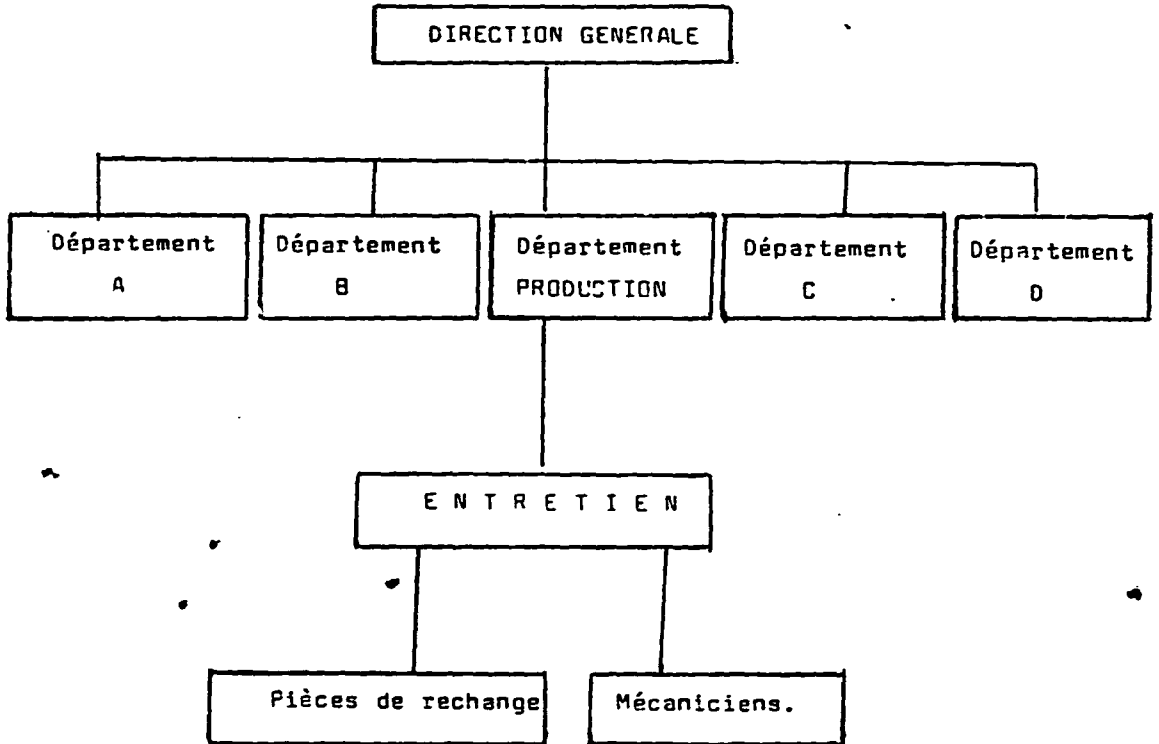 DIRECTION GENERALE
Département
A
Département
B
Département
PRODUCTION
Département
C
Département
D
E N T R E T I E N
Pièces de rechange
Mécaniciens.